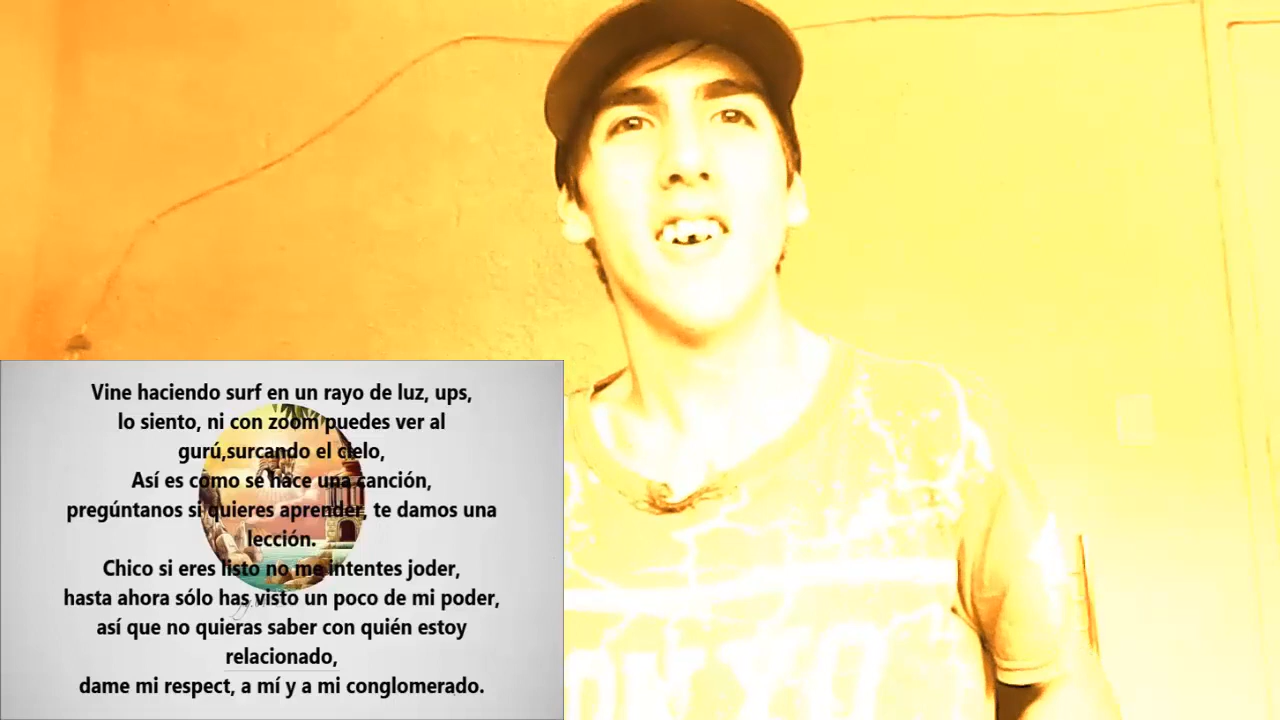 Vine haciendo surf en un rayo de luz, ups,
lo siento, ni con zoom puedes ver al
gurú,surcando el cielo,
Así es como se hace una canción,
pregúntanos si quieres aprender, te damos una
lección.
Chico si eres listo no me intentes joder,
hasta ahora sólo has visto un poco de mi poder,
así que no quieras saber con quién estoy
relacionado,
dame mi respect, a mí y a mi conglomerado.